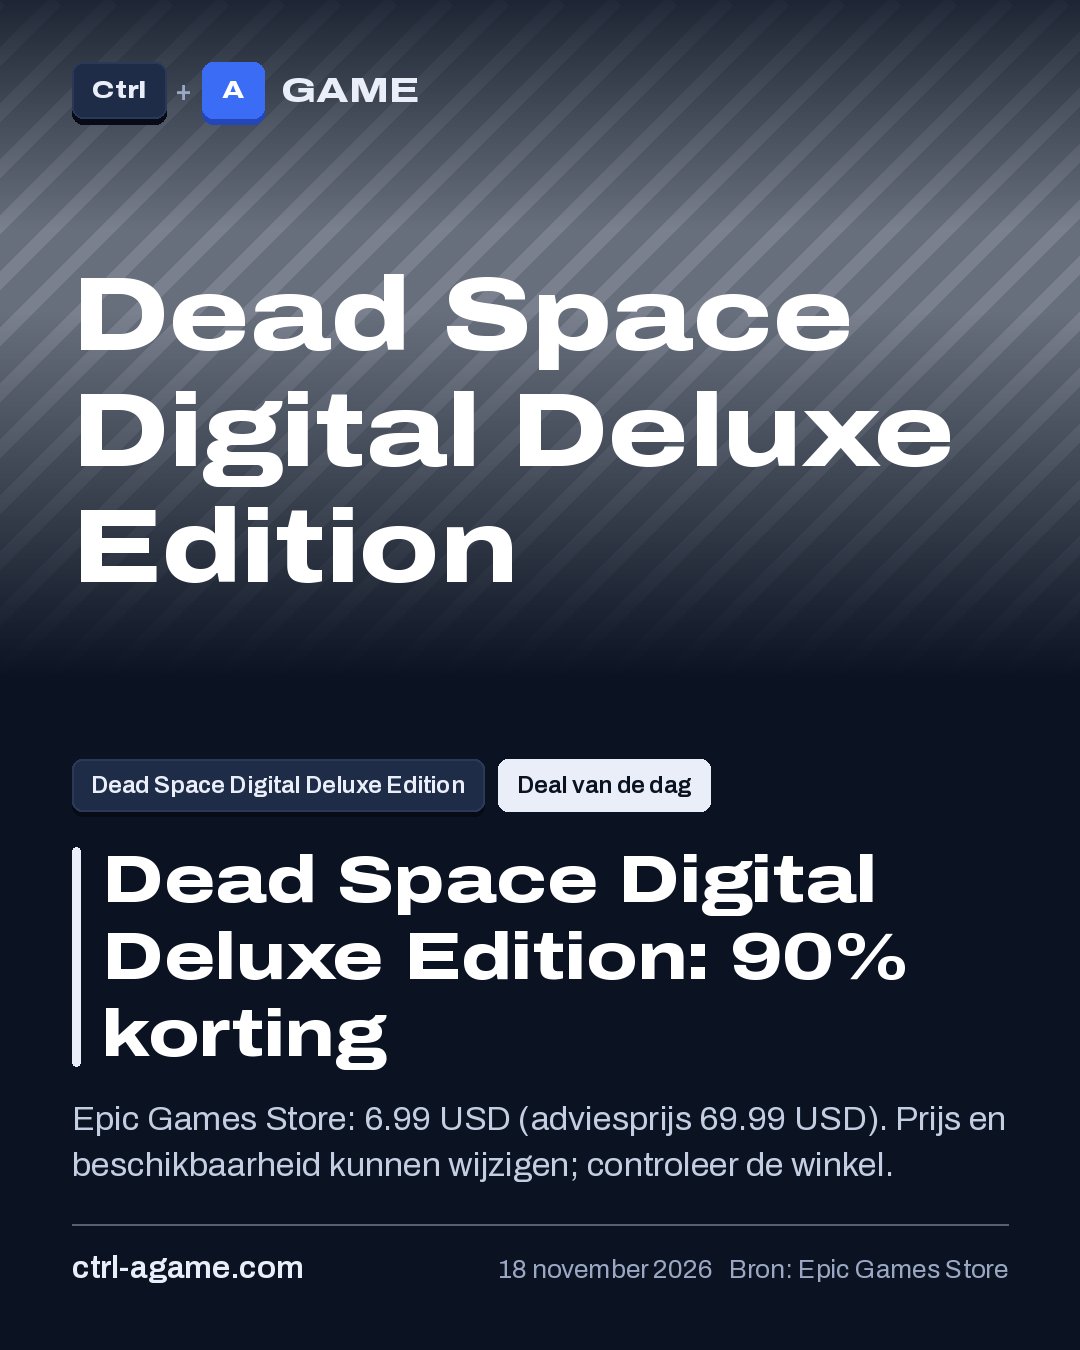 Ctrl + A GAME
Dead Space
Digital Deluxe
Edition
Dead Space Digital Deluxe Edition Deal van de dag
Dead Space Digital
Deluxe Edition: 90%
korting
Epic Games Store: 6.99 USD (adviesprijs 69.99 USD). Prijs en
beschikbaarheid kunnen wijzigen; controleer de winkel.
ctrl-agame.com 18 november 2026 Bron: Epic Games Store